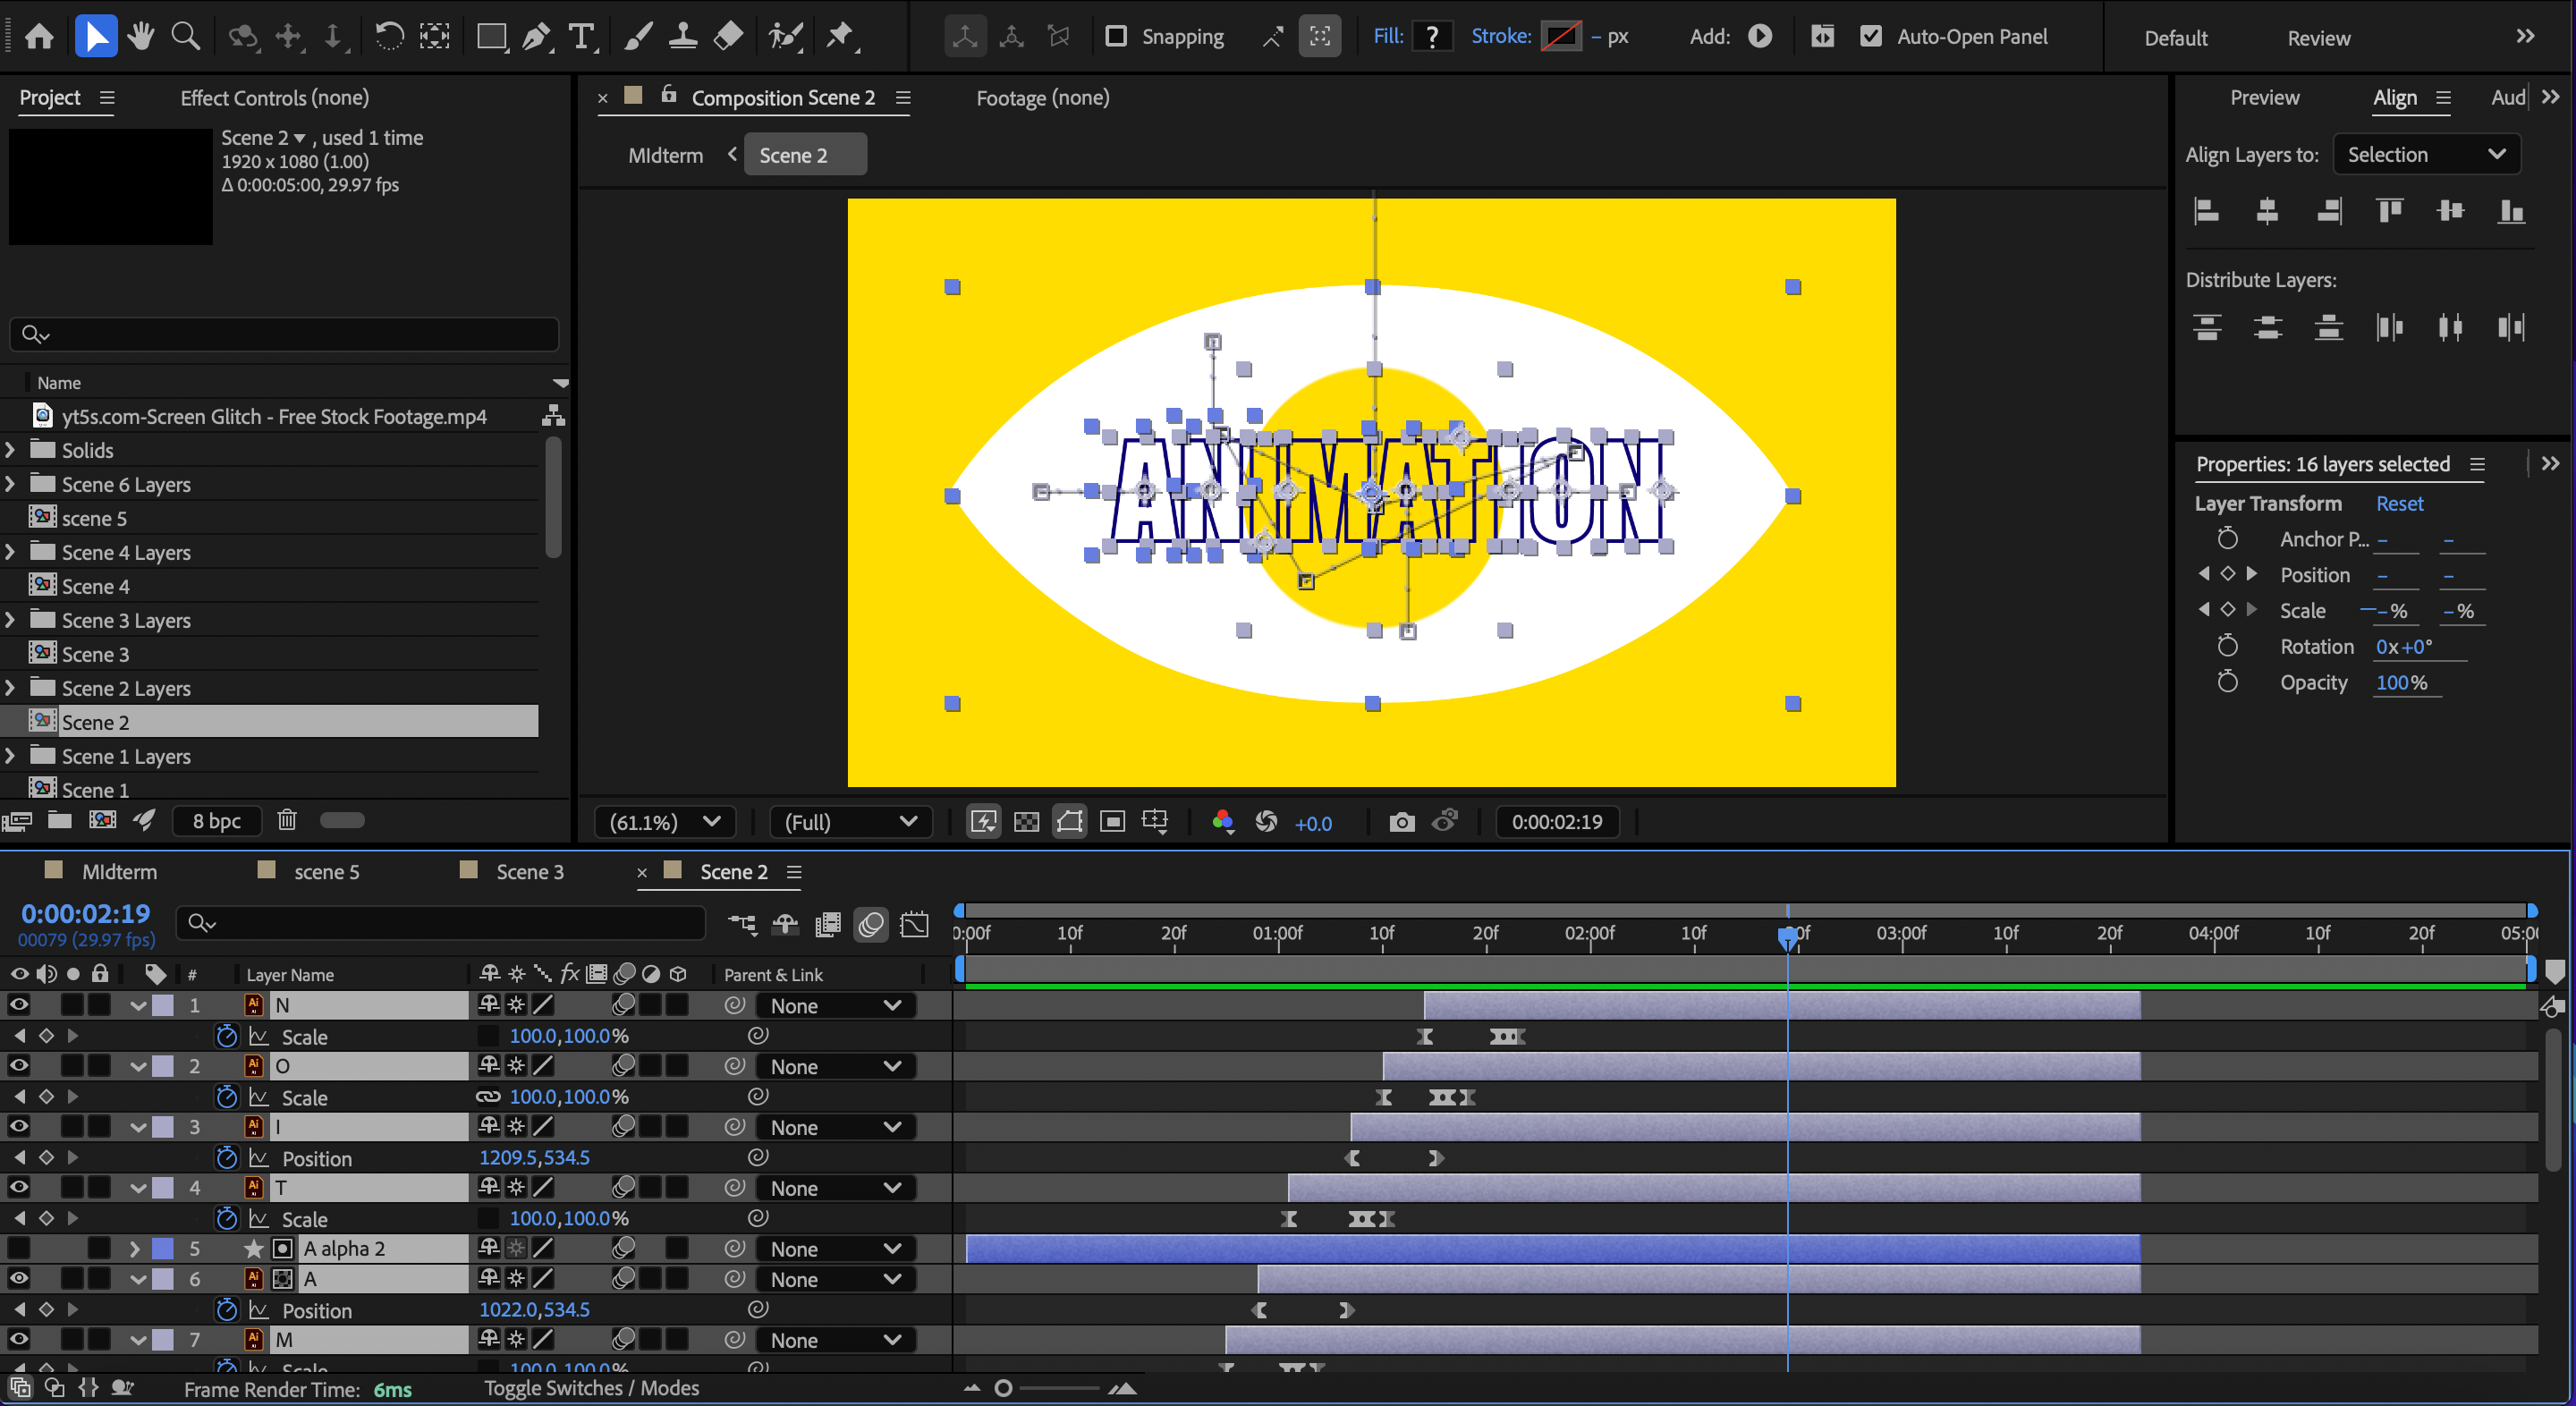 Snapping
Fill: ?
Stroke: – px
Add:
Auto-Open Panel
Default
Review
Project
Effect Controls (none)
Scene 2 , used 1 time
1920 x 1080 (1.00)
Δ 0:00:05:00, 29.97 fps
Name
yt5s.com-Screen Glitch - Free Stock Footage.mp4
Solids
Scene 6 Layers
scene 5
Scene 4 Layers
Scene 4
Scene 3 Layers
Scene 3
Scene 2 Layers
Scene 2
Scene 1 Layers
Scene 1
8 bpc
Composition Scene 2
Footage (none)
MIdterm
Scene 2
ANIMATION
(61.1%)
(Full)
+0.0
0:00:02:19
Preview
Align
Aud
Align Layers to: Selection
Distribute Layers:
Properties: 16 layers selected
Layer Transform Reset
Anchor P... – –
Position – –
Scale – % – %
Rotation 0x+0°
Opacity 100%
MIdterm
scene 5
Scene 3
Scene 2
0:00:02:19
00079 (29.97 fps)
0:00f 10f 20f 01:00f 10f 20f 02:00f 10f 20f 03:00f 10f 20f 04:00f 10f 20f 05:00
# Layer Name fx Parent & Link
1 Ai N None
Scale 100.0,100.0%
2 Ai O None
Scale 100.0,100.0%
3 Ai I None
Position 1209.5,534.5
4 Ai T None
Scale 100.0,100.0%
5 A alpha 2 None
6 Ai A None
Position 1022.0,534.5
7 Ai M None
Scale 100.0,100.0%
Frame Render Time: 6ms
Toggle Switches / Modes